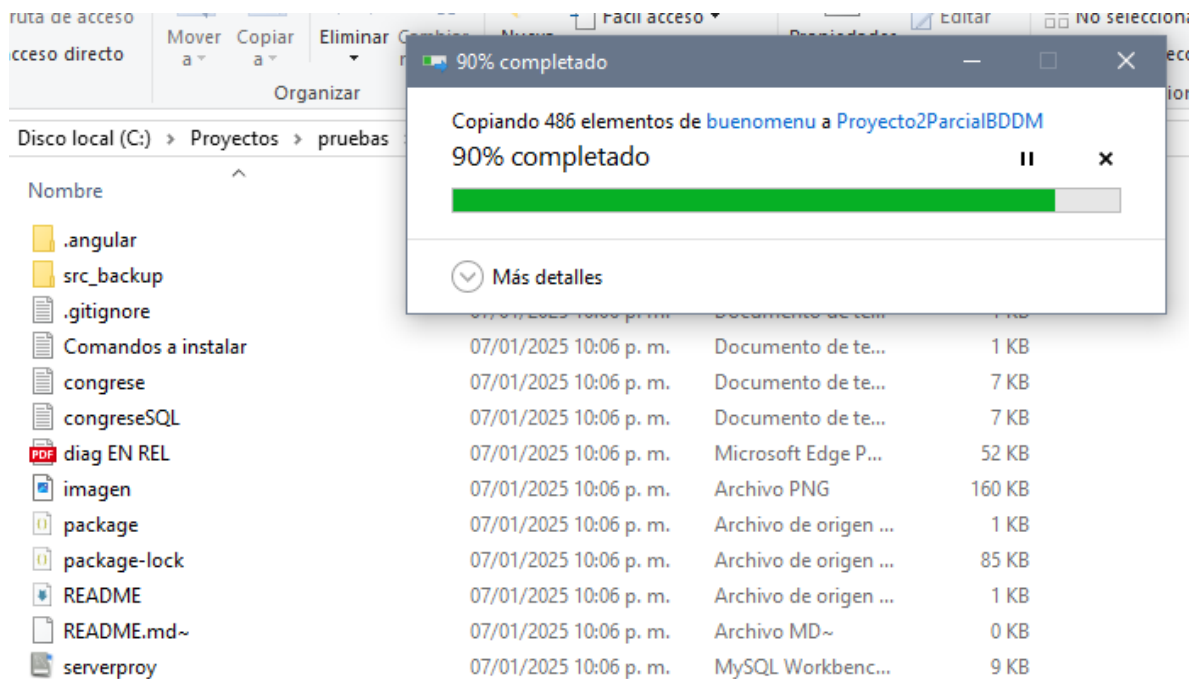 ruta de acceso
Mover
a
Copiar
a
Eliminar
Fácil acceso
Editar
No selecciona
cceso directo
Organizar
90% completado
Copiando 486 elementos de buenomenu a Proyecto2ParcialBDDM
90% completado
Más detalles
Disco local (C:) > Proyectos > pruebas
Nombre
.angular
src_backup
.gitignore
Comandos a instalar 07/01/2025 10:06 p. m. Documento de te... 1 KB
congrese 07/01/2025 10:06 p. m. Documento de te... 7 KB
congreseSQL 07/01/2025 10:06 p. m. Documento de te... 7 KB
PDF diag EN REL 07/01/2025 10:06 p. m. Microsoft Edge P... 52 KB
imagen 07/01/2025 10:06 p. m. Archivo PNG 160 KB
package 07/01/2025 10:06 p. m. Archivo de origen ... 1 KB
package-lock 07/01/2025 10:06 p. m. Archivo de origen ... 85 KB
README 07/01/2025 10:06 p. m. Archivo de origen ... 1 KB
README.md~ 07/01/2025 10:06 p. m. Archivo MD~ 0 KB
serverproy 07/01/2025 10:06 p. m. MySQL Workbenc... 9 KB